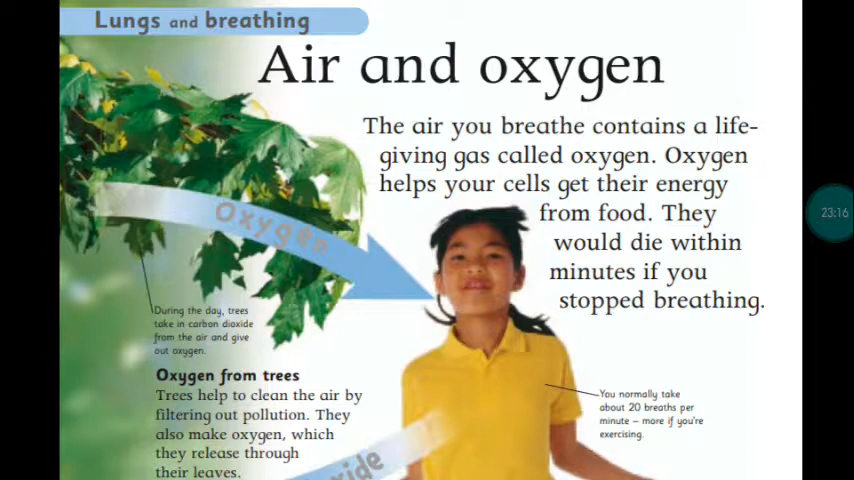 Lungs and breathing
Air and oxygen
The air you breathe contains a life-
giving gas called oxygen. Oxygen
helps your cells get their energy
from food. They
would die within
minutes if you
stopped breathing.
Oxygen
During the day, trees
take in carbon dioxide
from the air and give
out oxygen.
Oxygen from trees
Trees help to clean the air by
filtering out pollution. They
also make oxygen, which
they release through
their leaves.
You normally take
about 20 breaths per
minute – more if you're
exercising.
23:16